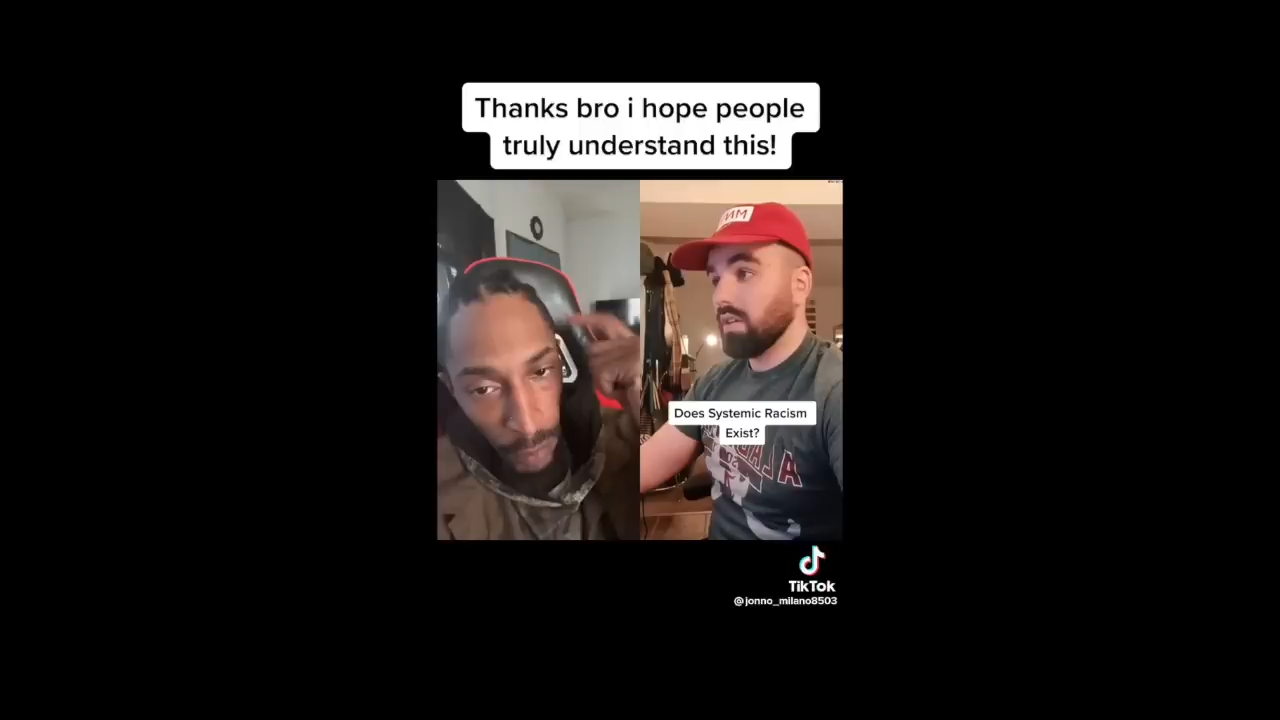 Thanks bro i hope people
truly understand this!
Does Systemic Racism
Exist?
TikTok
@jonno_milano8503